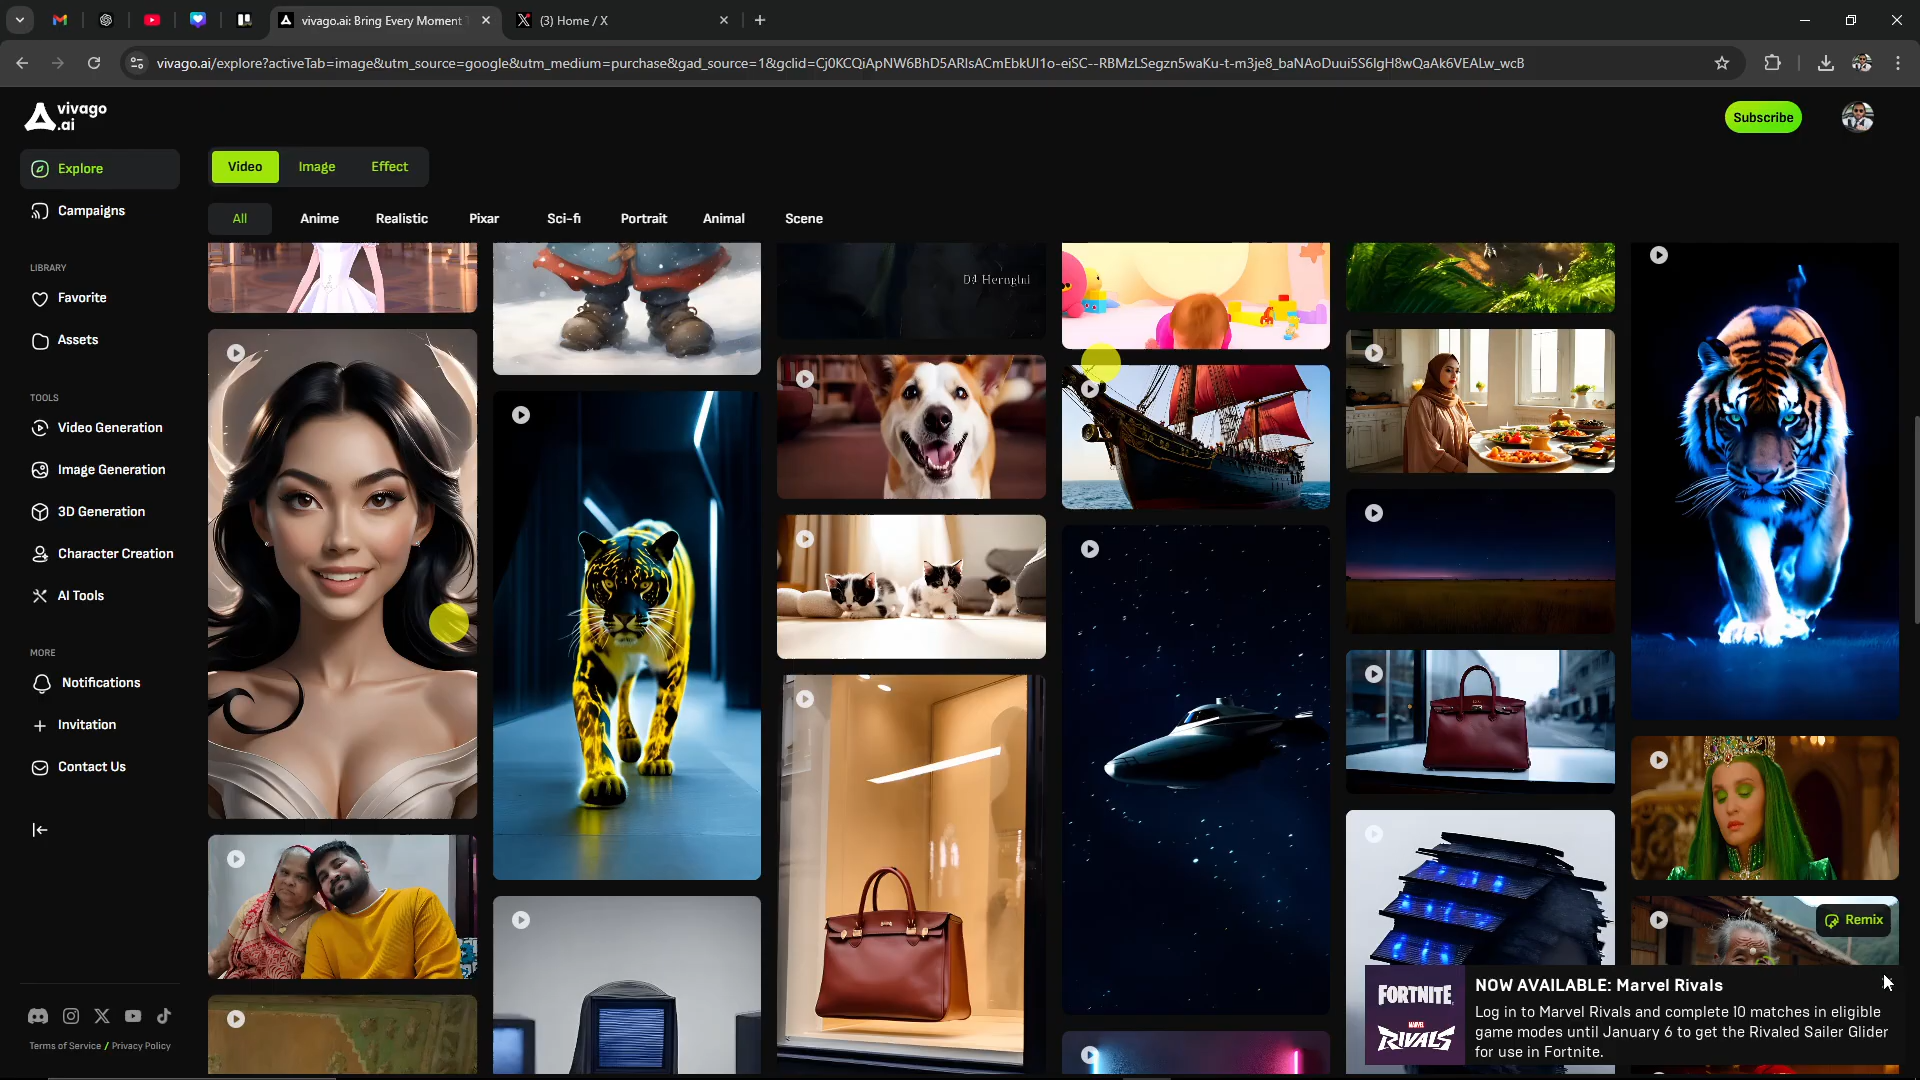 vivago.ai: Bring Every Moment T
(3) Home / X
vivago.ai/explore?activeTab=image&utm_source=google&utm_medium=purchase&gad_source=1&gclid=Cj0KCQiApNW6BhD5ARIsACmEbkUI1o-eiSC--RBMzLSegzn5waKu-t-m3je8_baNAoDuui5S6IgH8wQaAk6VEALw_wcB
vivago
.ai
Subscribe
Explore
Campaigns
LIBRARY
Favorite
Assets
TOOLS
Video Generation
Image Generation
3D Generation
Character Creation
AI Tools
MORE
Notifications
Invitation
Contact Us
Terms of Service / Privacy Policy
Video
Image
Effect
All
Anime
Realistic
Pixar
Sci-fi
Portrait
Animal
Scene
Remix
FORTNITE
MARVEL
RIVALS
NOW AVAILABLE: Marvel Rivals
Log in to Marvel Rivals and complete 10 matches in eligible
game modes until January 6 to get the Rivaled Sailer Glider
for use in Fortnite.